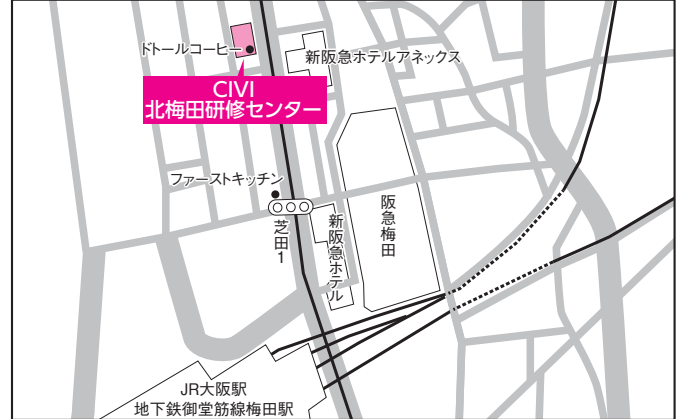 ドトールコーヒー
新阪急ホテルアネックス
CIVI
北梅田研修センター
ファーストキッチン
芝田1
新阪急ホテル
阪急梅田
JR大阪駅
地下鉄御堂筋線梅田駅